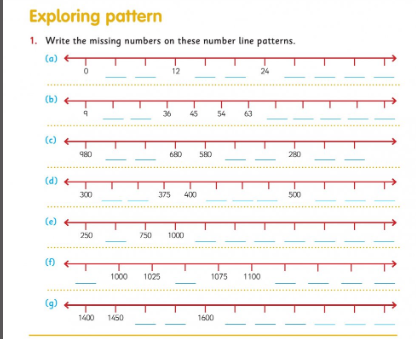 Exploring pattern
1. Write the missing numbers on these number line patterns.
(a)
0 12 24
(b)
9 36 45 54 63
(c)
980 680 580 280
(d)
300 375 400 500
(e)
250 750 1000
(f)
1000 1025 1075 1100
(g)
1400 1450 1600